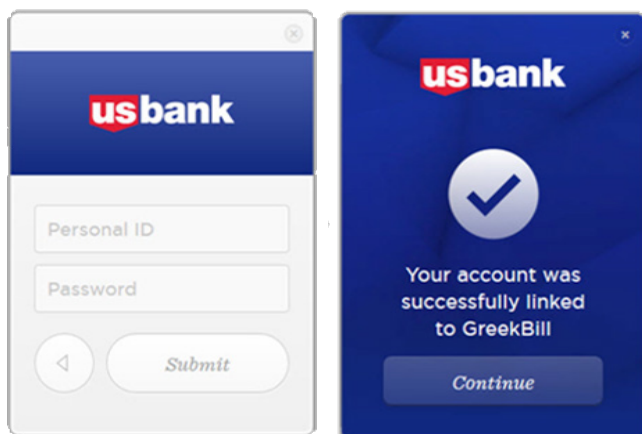 usbank
Personal ID
Password
Submit
usbank
Your account was
successfully linked
to GreekBill
Continue